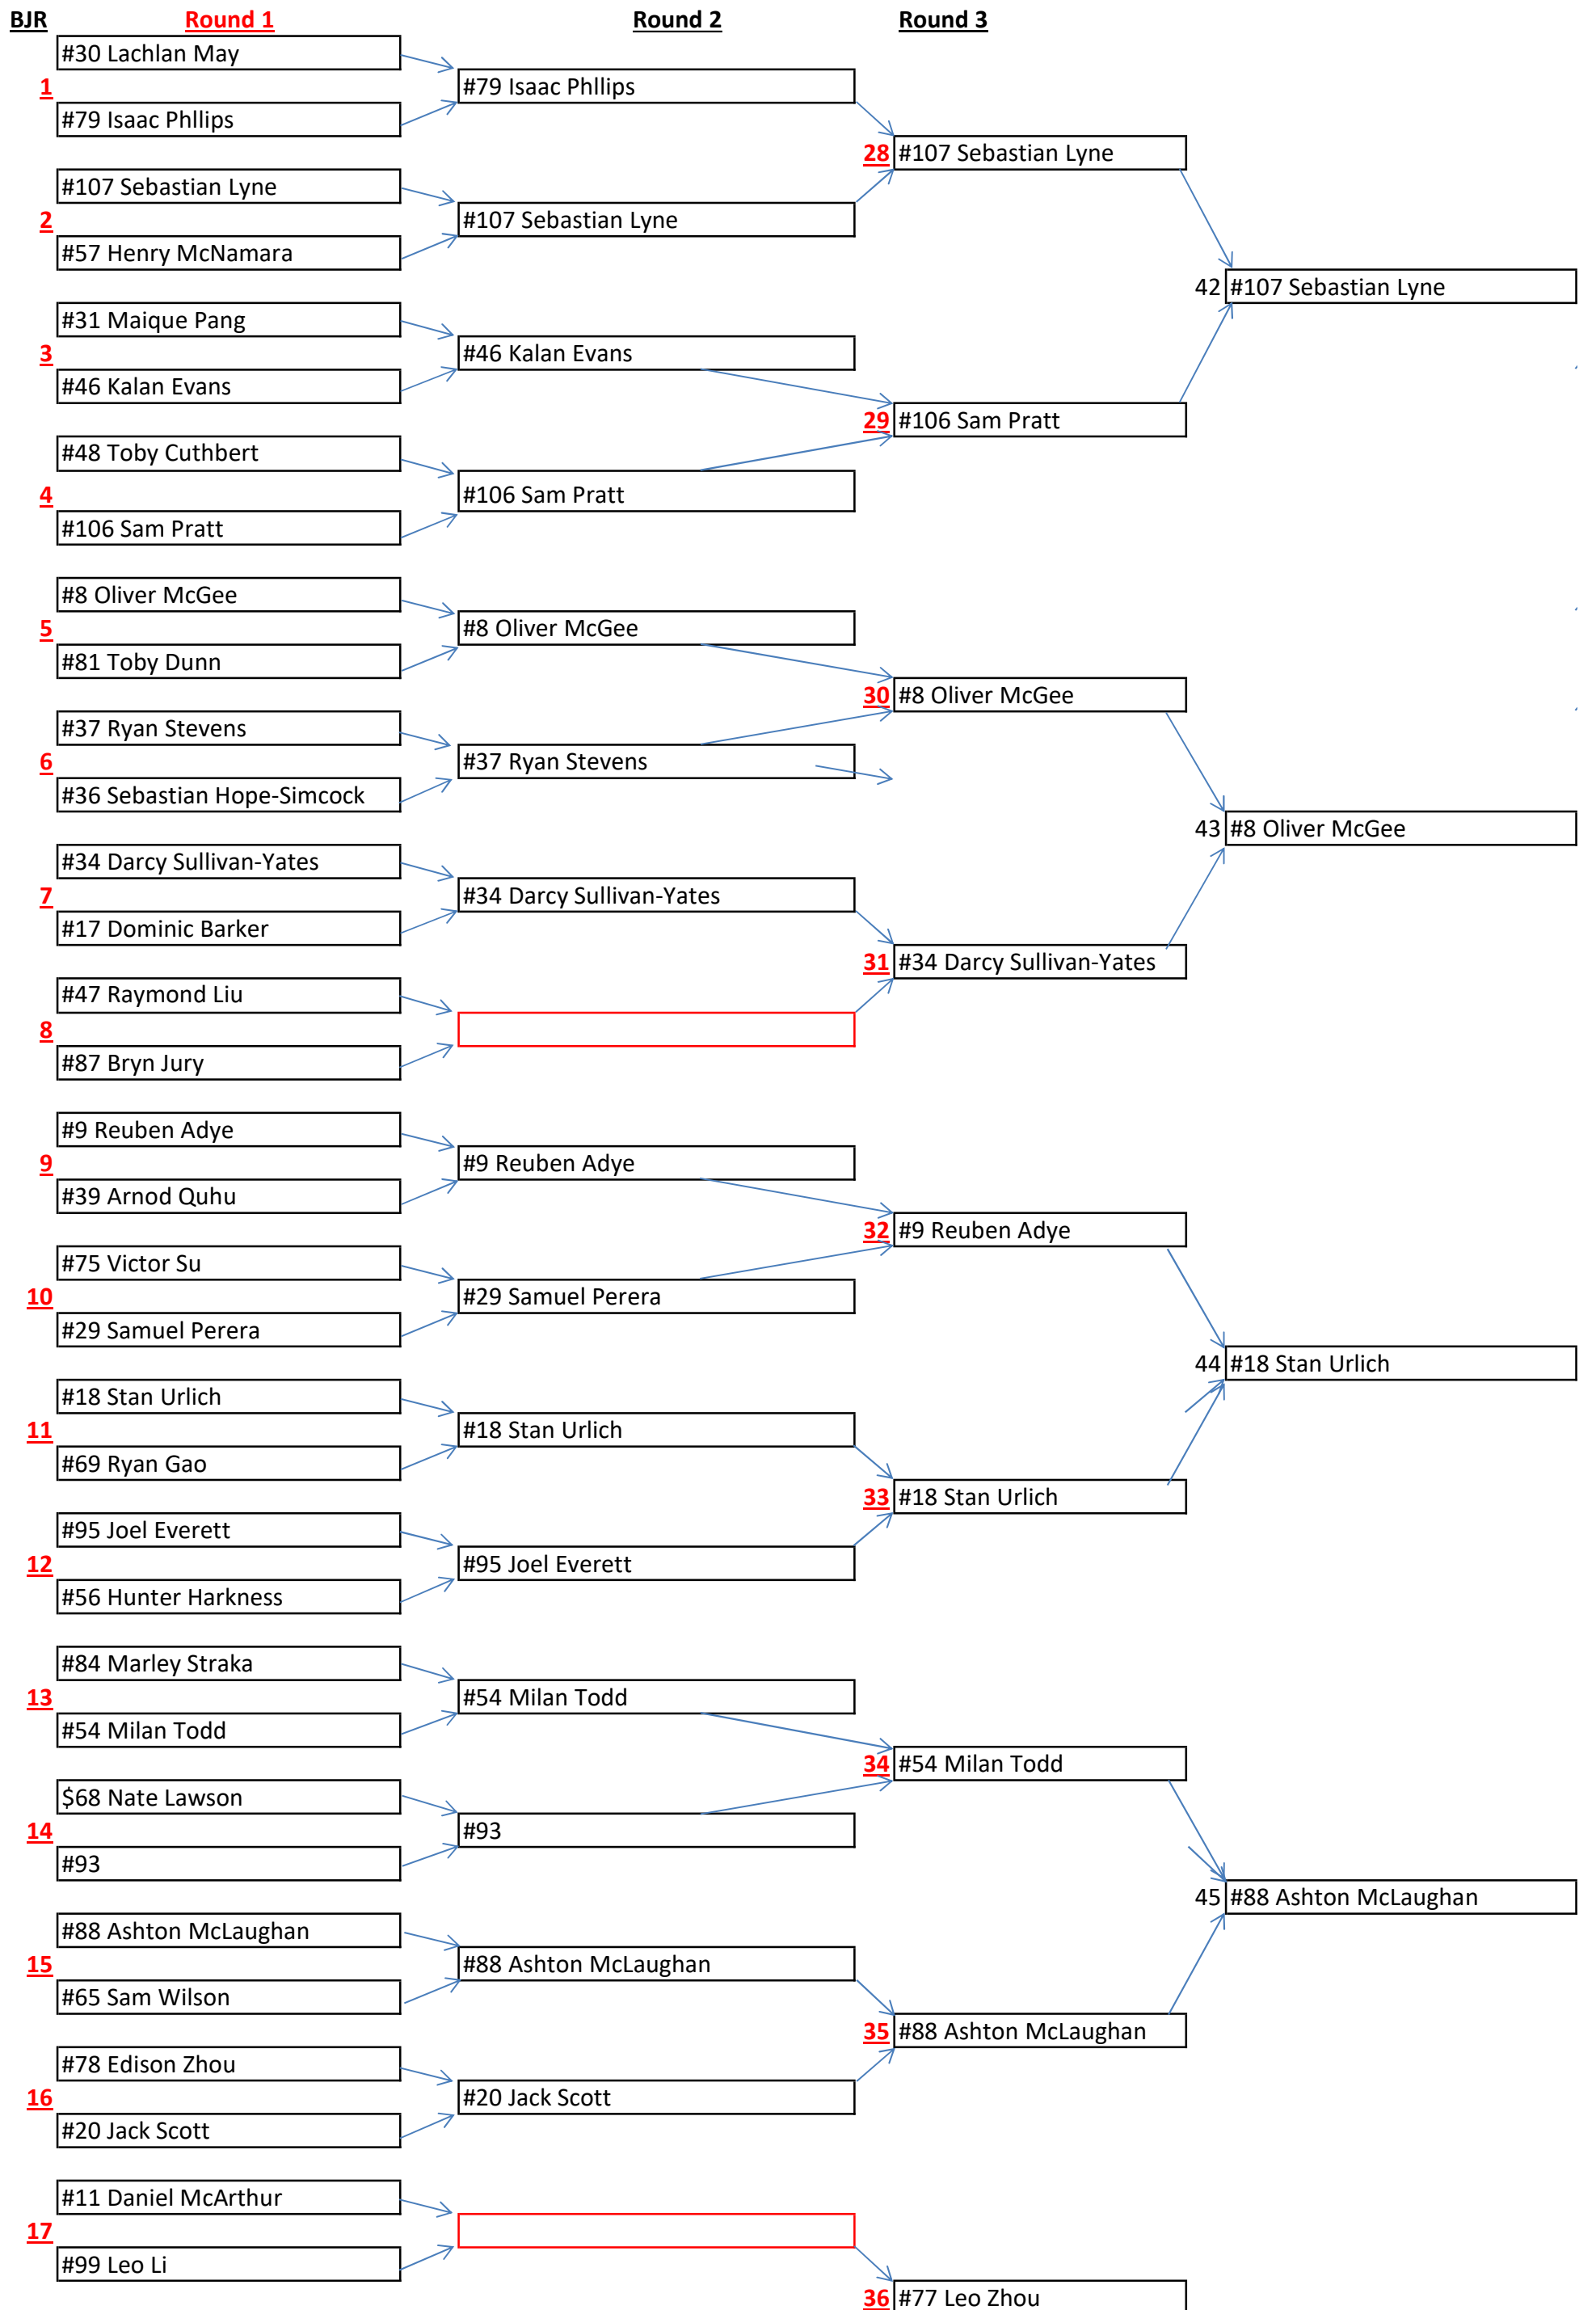 BJR Round 1 Round 2 Round 3
#30 Lachlan May
1 #79 Isaac Phllips
#79 Isaac Phllips
28 #107 Sebastian Lyne
#107 Sebastian Lyne
2 #107 Sebastian Lyne
#57 Henry McNamara
42 #107 Sebastian Lyne
#31 Maique Pang
3 #46 Kalan Evans
#46 Kalan Evans
29 #106 Sam Pratt
#48 Toby Cuthbert
4 #106 Sam Pratt
#106 Sam Pratt
#8 Oliver McGee
5 #8 Oliver McGee
#81 Toby Dunn
30 #8 Oliver McGee
#37 Ryan Stevens
6 #37 Ryan Stevens
#36 Sebastian Hope-Simcock
43 #8 Oliver McGee
#34 Darcy Sullivan-Yates
7 #34 Darcy Sullivan-Yates
#17 Dominic Barker
31 #34 Darcy Sullivan-Yates
#47 Raymond Liu
8
#87 Bryn Jury
#9 Reuben Adye
9 #9 Reuben Adye
#39 Arnod Quhu
32 #9 Reuben Adye
#75 Victor Su
10 #29 Samuel Perera
#29 Samuel Perera
44 #18 Stan Urlich
#18 Stan Urlich
11 #18 Stan Urlich
#69 Ryan Gao
33 #18 Stan Urlich
#95 Joel Everett
12 #95 Joel Everett
#56 Hunter Harkness
#84 Marley Straka
13 #54 Milan Todd
#54 Milan Todd
34 #54 Milan Todd
$68 Nate Lawson
14 #93
#93
45 #88 Ashton McLaughan
#88 Ashton McLaughan
15 #88 Ashton McLaughan
#65 Sam Wilson
35 #88 Ashton McLaughan
#78 Edison Zhou
16 #20 Jack Scott
#20 Jack Scott
#11 Daniel McArthur
17
#99 Leo Li
36 #77 Leo Zhou